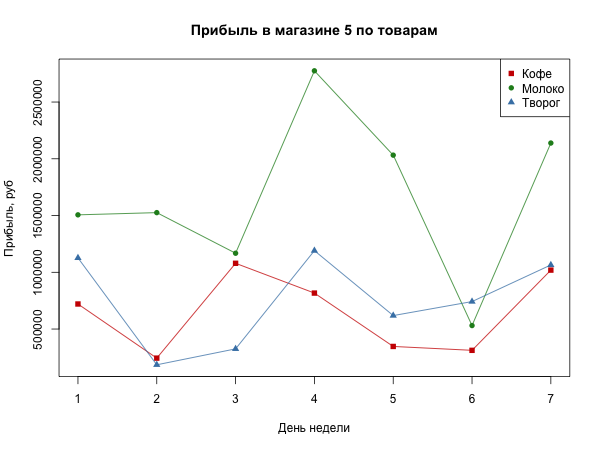 Прибыль в магазине 5 по товарам
Кофе
Молоко
Творог
Прибыль, руб
2500000
2000000
1500000
1000000
500000
1 2 3 4 5 6 7
День недели